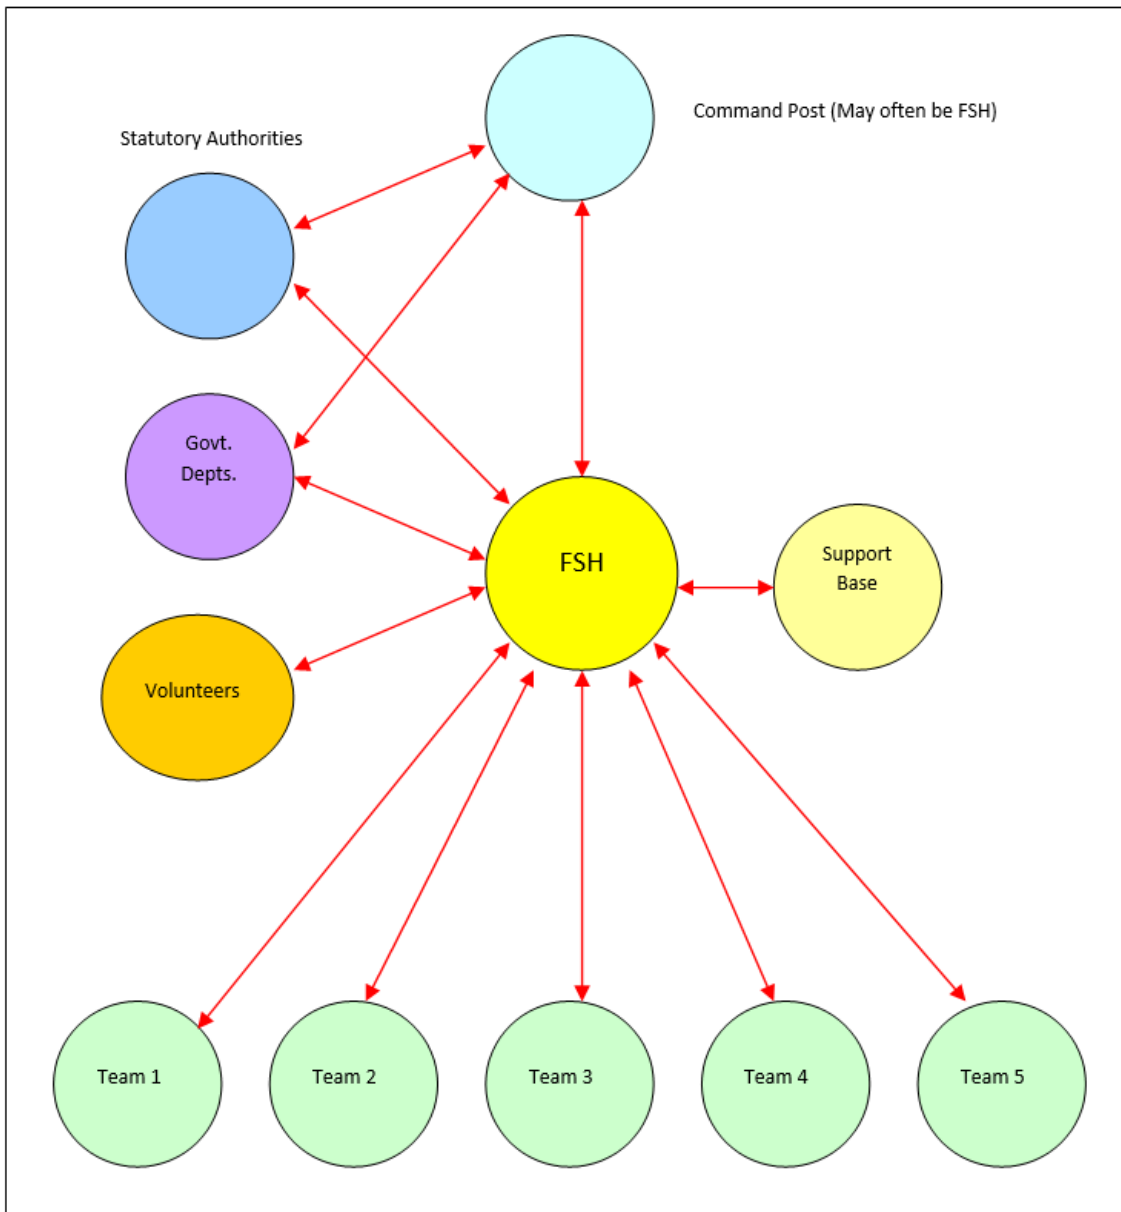 Command Post (May often be FSH)
Statutory Authorities
Govt.
Depts.
FSH
Support
Base
Volunteers
Team 1
Team 2
Team 3
Team 4
Team 5